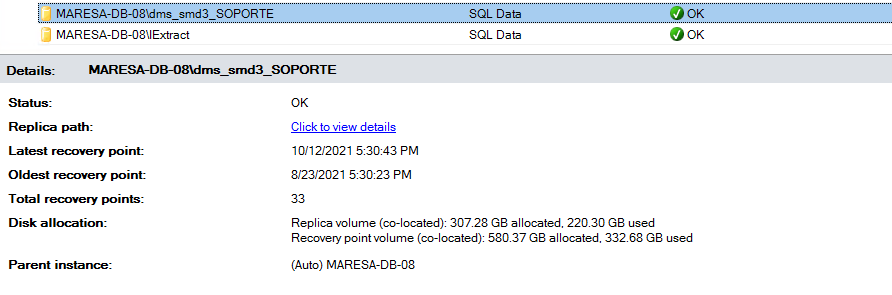 MARESA-DB-08\dms_smd3_SOPORTE SQL Data OK
MARESA-DB-08\IExtract SQL Data OK
Details: MARESA-DB-08\dms_smd3_SOPORTE
Status: OK
Replica path: Click to view details
Latest recovery point: 10/12/2021 5:30:43 PM
Oldest recovery point: 8/23/2021 5:30:23 PM
Total recovery points: 33
Disk allocation: Replica volume (co-located): 307.28 GB allocated, 220.30 GB used
Recovery point volume (co-located): 580.37 GB allocated, 332.68 GB used
Parent instance: (Auto) MARESA-DB-08